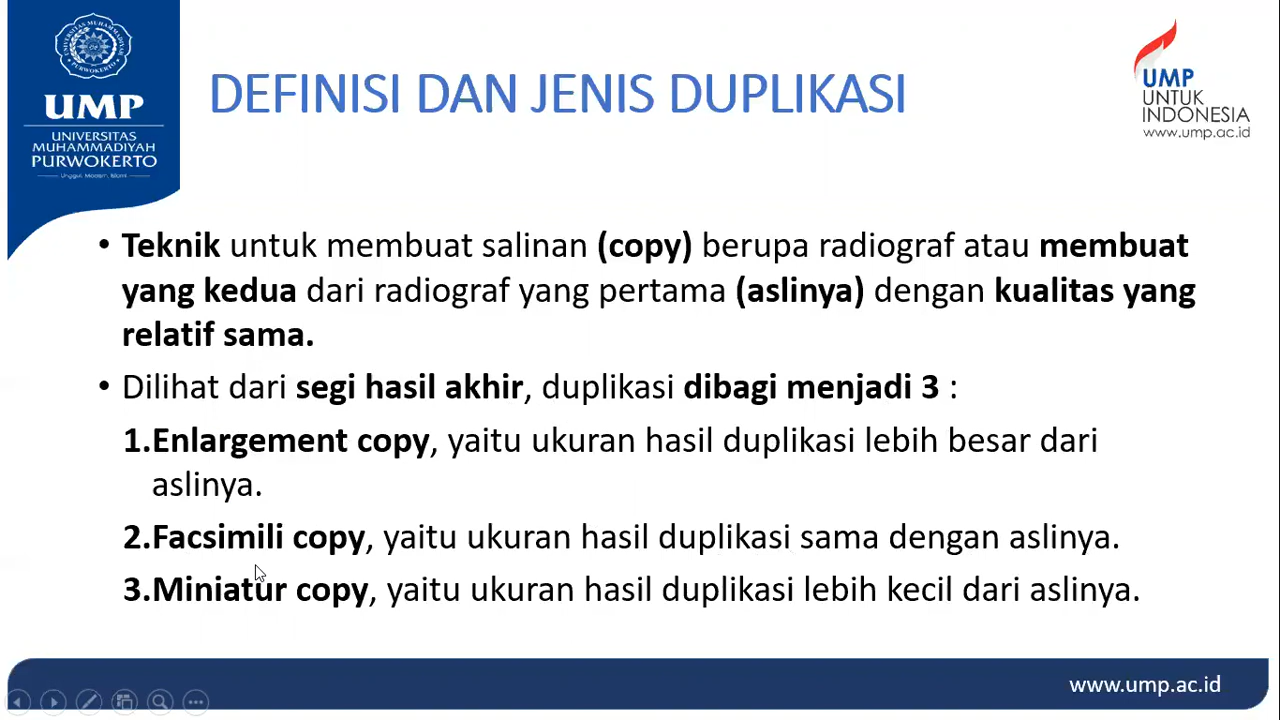 UNIVERSITAS MUHAMMADIYAH
PURWOKERTO
UMP
UNIVERSITAS
MUHAMMADIYAH
PURWOKERTO
Unggul, Modern, Islami
DEFINISI DAN JENIS DUPLIKASI
UMP
UNTUK
INDONESIA
www.ump.ac.id
• Teknik untuk membuat salinan (copy) berupa radiograf atau membuat
yang kedua dari radiograf yang pertama (aslinya) dengan kualitas yang
relatif sama.
• Dilihat dari segi hasil akhir, duplikasi dibagi menjadi 3 :
1.Enlargement copy, yaitu ukuran hasil duplikasi lebih besar dari
aslinya.
2.Facsimili copy, yaitu ukuran hasil duplikasi sama dengan aslinya.
3.Miniatur copy, yaitu ukuran hasil duplikasi lebih kecil dari aslinya.
www.ump.ac.id